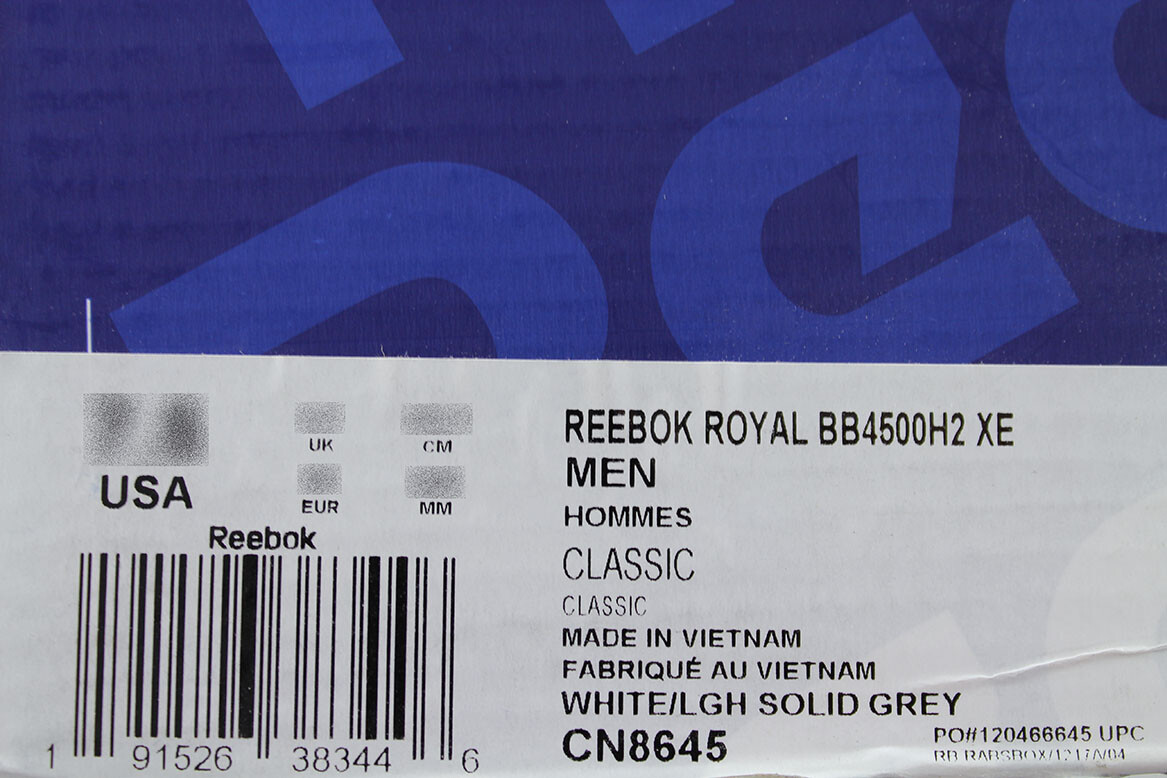 USA
UK
CM
EUR
MM
Reebok
1 91526 38344 6
REEBOK ROYAL BB4500H2 XE
MEN
HOMMES
CLASSIC
CLASSIC
MADE IN VIETNAM
FABRIQUÉ AU VIETNAM
WHITE/LGH SOLID GREY
CN8645
PO#120466645 UPC